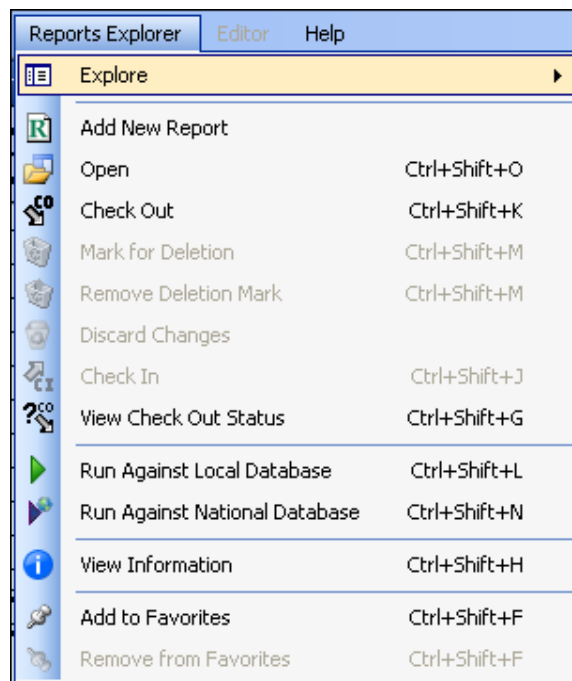 Reports Explorer Editor Help
Explore
Add New Report
Open Ctrl+Shift+O
CO Check Out Ctrl+Shift+K
Mark for Deletion Ctrl+Shift+M
Remove Deletion Mark Ctrl+Shift+M
Discard Changes
CI Check In Ctrl+Shift+J
?CO View Check Out Status Ctrl+Shift+G
Run Against Local Database Ctrl+Shift+L
Run Against National Database Ctrl+Shift+N
View Information Ctrl+Shift+H
Add to Favorites Ctrl+Shift+F
Remove from Favorites Ctrl+Shift+F